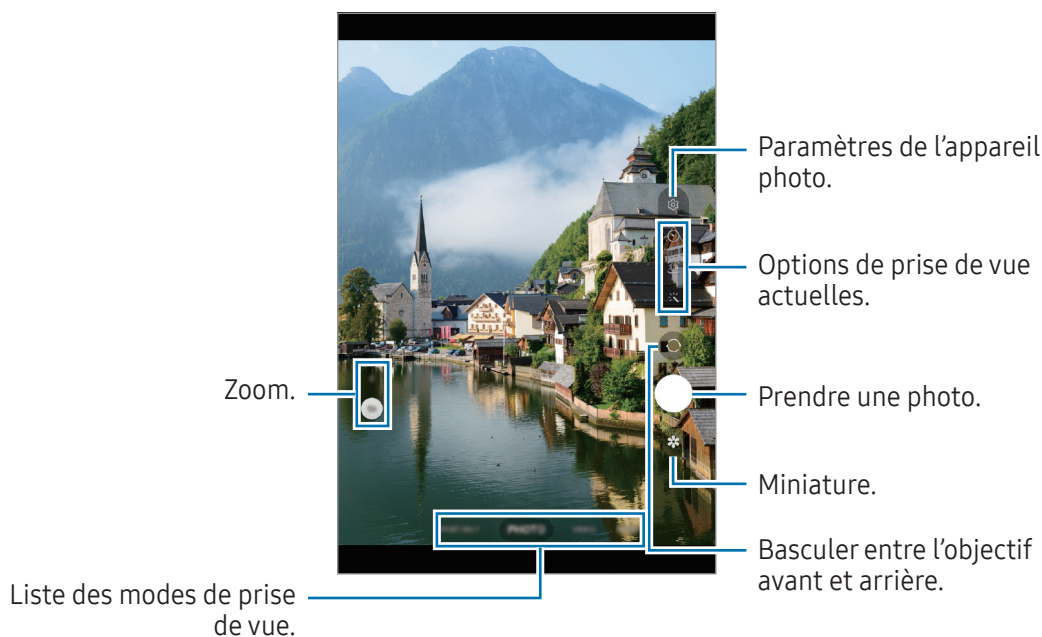 Paramètres de l'appareil
photo.
Options de prise de vue
actuelles.
Zoom.
Prendre une photo.
Miniature.
PHOTO
Basculer entre l'objectif
avant et arrière.
Liste des modes de prise
de vue.